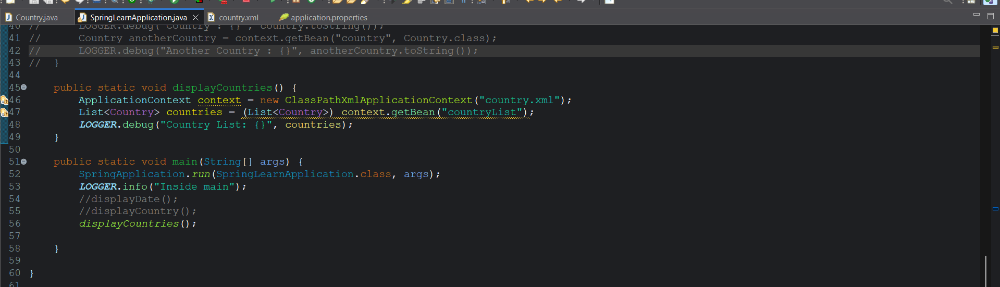 Country.java SpringLearnApplication.java country.xml application.properties
40 // LOGGER.debug("Country : {}", country.toString());
41 // Country anotherCountry = context.getBean("country", Country.class);
42 // LOGGER.debug("Another Country : {}", anotherCountry.toString());
43 // }
44
45 public static void displayCountries() {
46 ApplicationContext context = new ClassPathXmlApplicationContext("country.xml");
47 List<Country> countries = (List<Country>) context.getBean("countryList");
48 LOGGER.debug("Country List: {}", countries);
49 }
50
51 public static void main(String[] args) {
52 SpringApplication.run(SpringLearnApplication.class, args);
53 LOGGER.info("Inside main");
54 //displayDate();
55 //displayCountry();
56 displayCountries();
57
58 }
59
60 }
61